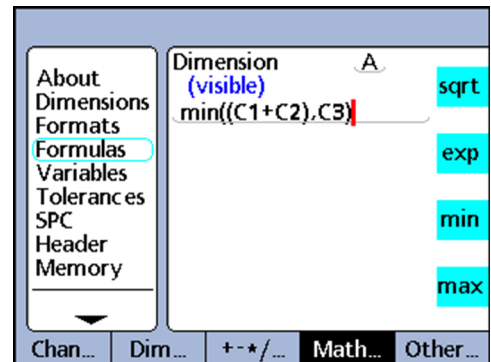 About
Dimensions
Formats
Formulas
Variables
Tolerances
SPC
Header
Memory
Dimension A
(visible)
min((C1+C2),C3)
sqrt
exp
min
max
Chan... Dim... +-*/... Math... Other...